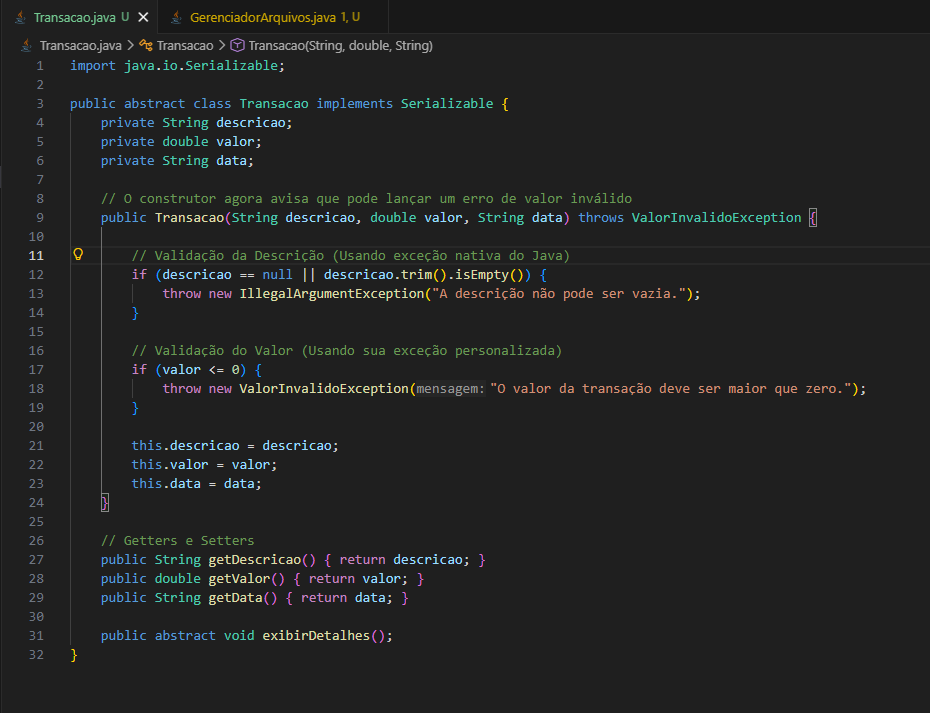 Transacao.java U GerenciadorArquivos.java 1, U
Transacao.java > Transacao > Transacao(String, double, String)
1 import java.io.Serializable;
2
3 public abstract class Transacao implements Serializable {
4 private String descricao;
5 private double valor;
6 private String data;
7
8 // O construtor agora avisa que pode lançar um erro de valor inválido
9 public Transacao(String descricao, double valor, String data) throws ValorInvalidoException {
10
11 // Validação da Descrição (Usando exceção nativa do Java)
12 if (descricao == null || descricao.trim().isEmpty()) {
13 throw new IllegalArgumentException("A descrição não pode ser vazia.");
14 }
15
16 // Validação do Valor (Usando sua exceção personalizada)
17 if (valor <= 0) {
18 throw new ValorInvalidoException(mensagem: "O valor da transação deve ser maior que zero.");
19 }
20
21 this.descricao = descricao;
22 this.valor = valor;
23 this.data = data;
24 }
25
26 // Getters e Setters
27 public String getDescricao() { return descricao; }
28 public double getValor() { return valor; }
29 public String getData() { return data; }
30
31 public abstract void exibirDetalhes();
32 }